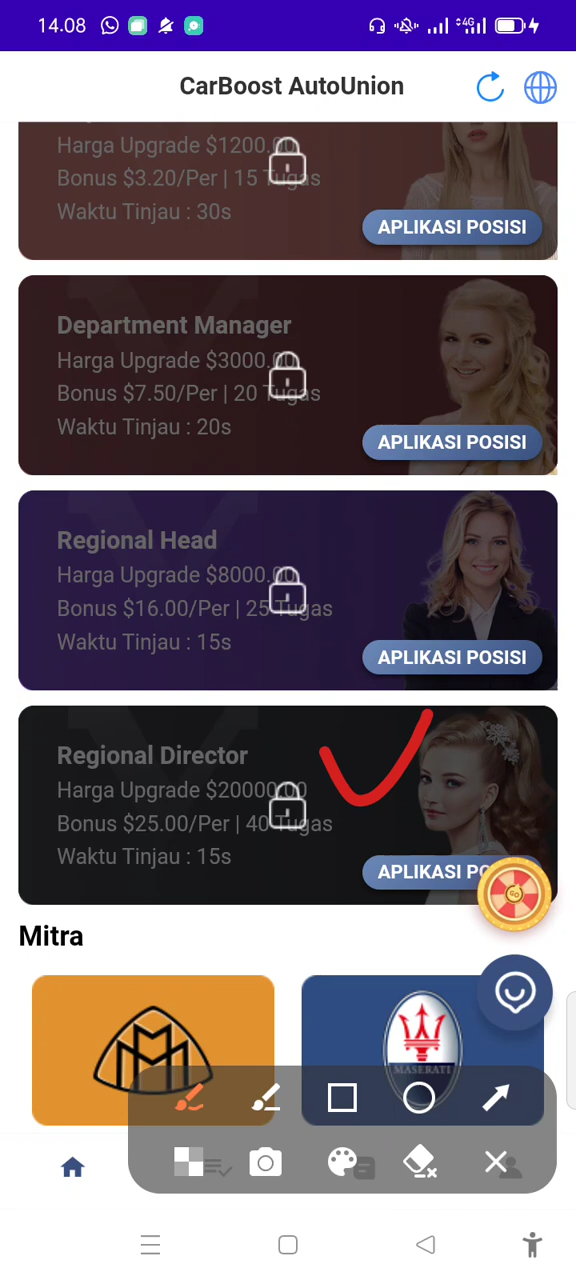 14.08
4G
CarBoost AutoUnion
Harga Upgrade $1200.00
Bonus $3.20/Per | 15 Tugas
Waktu Tinjau : 30s
APLIKASI POSISI
Department Manager
Harga Upgrade $3000.00
Bonus $7.50/Per | 20 Tugas
Waktu Tinjau : 20s
APLIKASI POSISI
Regional Head
Harga Upgrade $8000.00
Bonus $16.00/Per | 25 Tugas
Waktu Tinjau : 15s
APLIKASI POSISI
Regional Director
Harga Upgrade $20000.00
Bonus $25.00/Per | 40 Tugas
Waktu Tinjau : 15s
APLIKASI
GO
Mitra
MASERATI